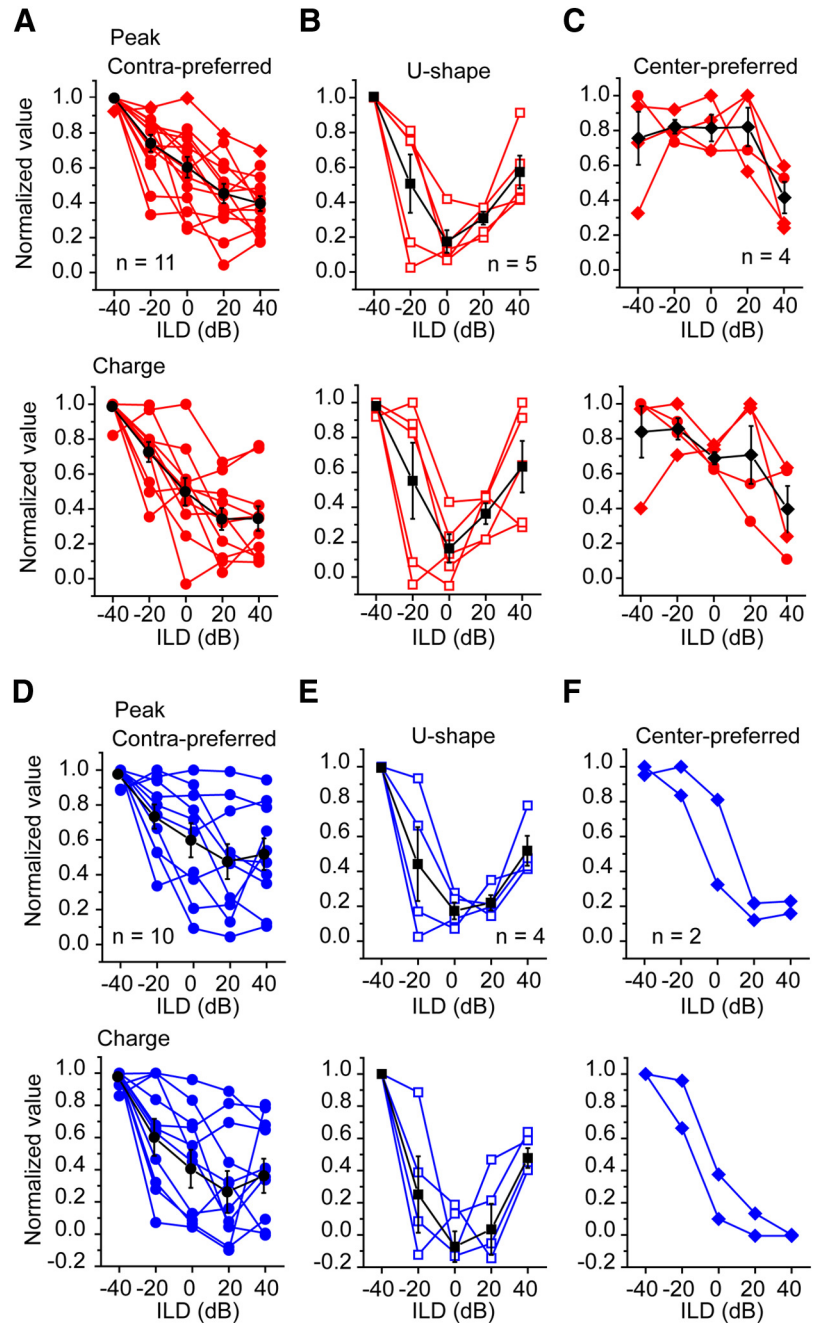 A
B
C
Peak
Contra-preferred
U-shape
Center-preferred
Normalized value
1.0
0.8
0.6
0.4
0.2
0.0
n = 11
-40 -20 0 20 40
ILD (dB)
1.0
0.8
0.6
0.4
0.2
0.0
n = 5
-40 -20 0 20 40
ILD (dB)
1.0
0.8
0.6
0.4
0.2
0.0
n = 4
-40 -20 0 20 40
ILD (dB)
Charge
Normalized value
1.0
0.8
0.6
0.4
0.2
0.0
-40 -20 0 20 40
ILD (dB)
1.0
0.8
0.6
0.4
0.2
0.0
-40 -20 0 20 40
ILD (dB)
1.0
0.8
0.6
0.4
0.2
0.0
-40 -20 0 20 40
ILD (dB)
D
E
F
Peak
Contra-preferred
U-shape
Center-preferred
Normalized value
1.0
0.8
0.6
0.4
0.2
0.0
n = 10
-40 -20 0 20 40
ILD (dB)
1.0
0.8
0.6
0.4
0.2
0.0
n = 4
-40 -20 0 20 40
ILD (dB)
1.0
0.8
0.6
0.4
0.2
0.0
n = 2
-40 -20 0 20 40
ILD (dB)
Charge
Normalized value
1.0
0.8
0.6
0.4
0.2
0.0
-0.2
-40 -20 0 20 40
ILD (dB)
1.0
0.8
0.6
0.4
0.2
0.0
-0.2
-40 -20 0 20 40
ILD (dB)
1.0
0.8
0.6
0.4
0.2
0.0
-0.2
-40 -20 0 20 40
ILD (dB)